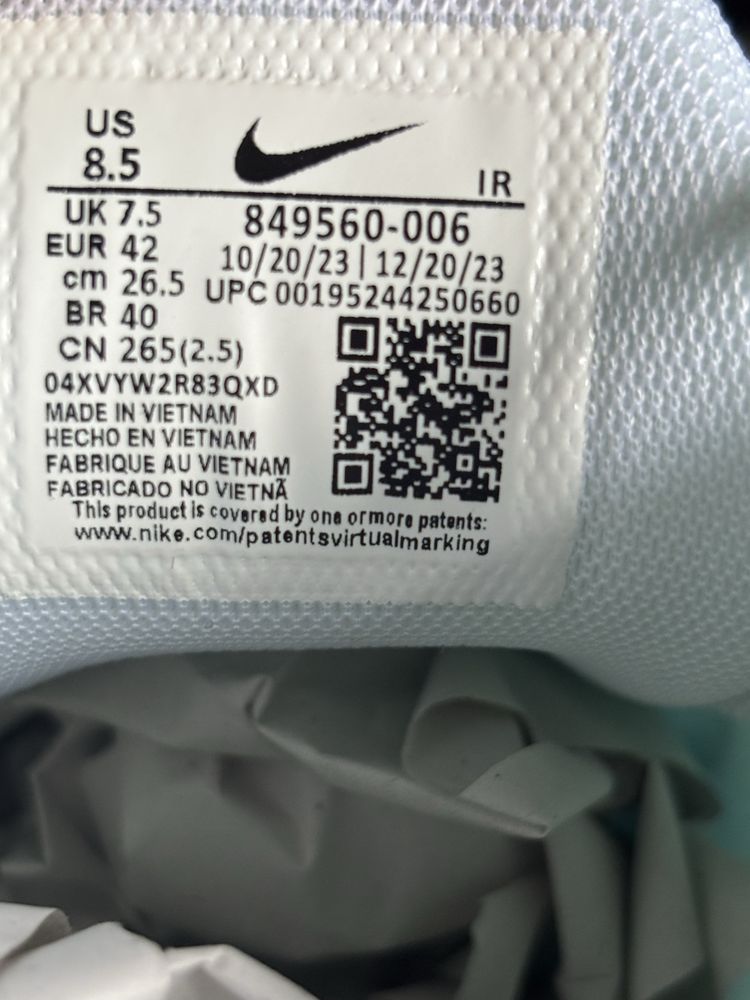 US
8.5
IR
UK 7.5
EUR 42
cm 26.5
BR 40
CN 265(2.5)
849560-006
10/20/23 | 12/20/23
UPC 00195244250660
04XVYW2R83QXD
MADE IN VIETNAM
HECHO EN VIETNAM
FABRIQUE AU VIETNAM
FABRICADO NO VIETNÃ
This product is covered by one or more patents:
www.nike.com/patentsvirtualmarking